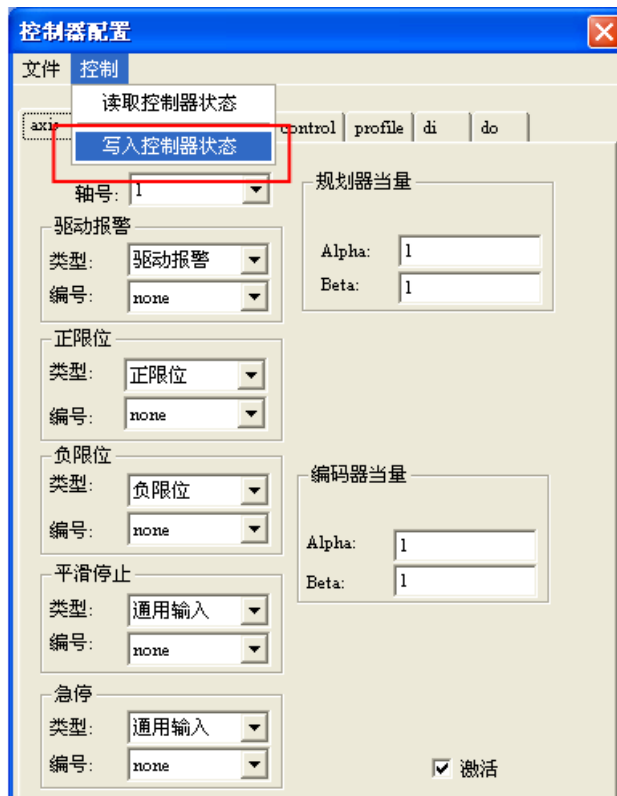 控制器配置
文件 控制
读取控制器状态
写入控制器状态
axis control profile di do
轴号: 1
规划器当量
Alpha: 1
Beta: 1
驱动报警
类型: 驱动报警
编号: none
正限位
类型: 正限位
编号: none
负限位
类型: 负限位
编号: none
编码器当量
Alpha: 1
Beta: 1
平滑停止
类型: 通用输入
编号: none
急停
类型: 通用输入
编号: none
激活